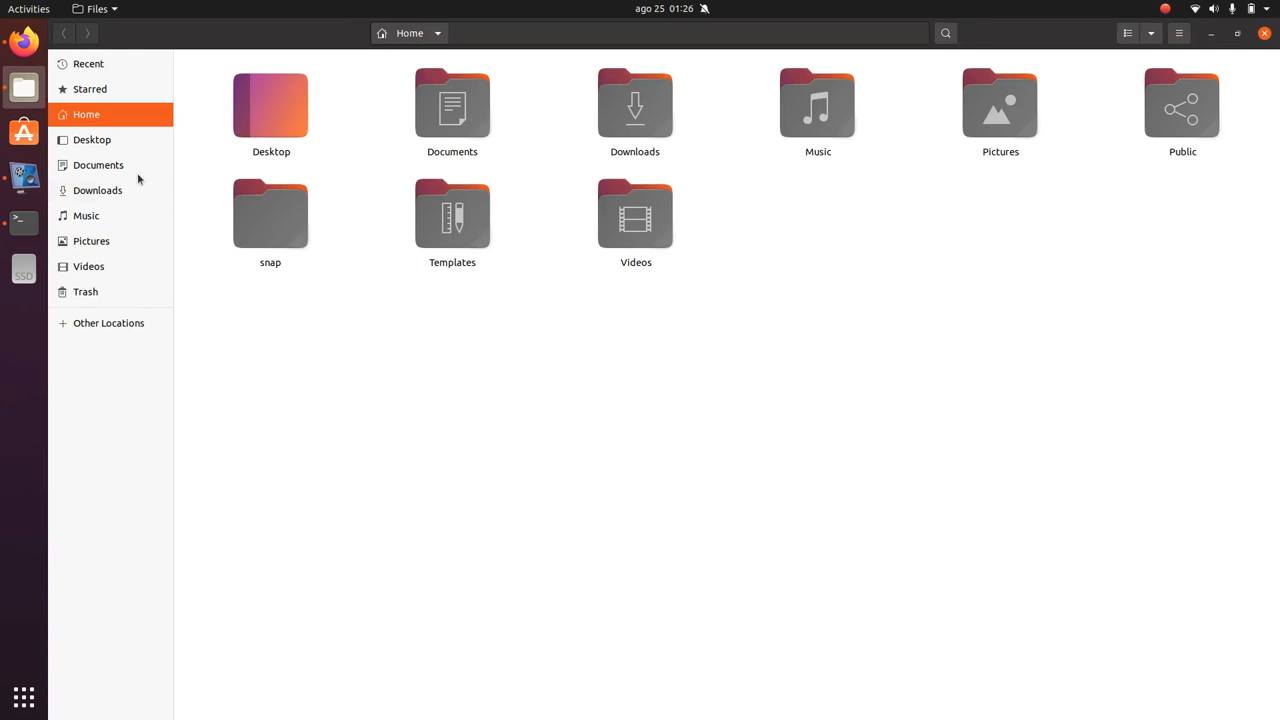 Activities
Files
ago 25 01:26
Home
Recent
Starred
Home
Desktop
Documents
Downloads
Music
Pictures
Videos
Trash
Other Locations
Desktop
Documents
Downloads
Music
Pictures
Public
snap
Templates
Videos
SSD